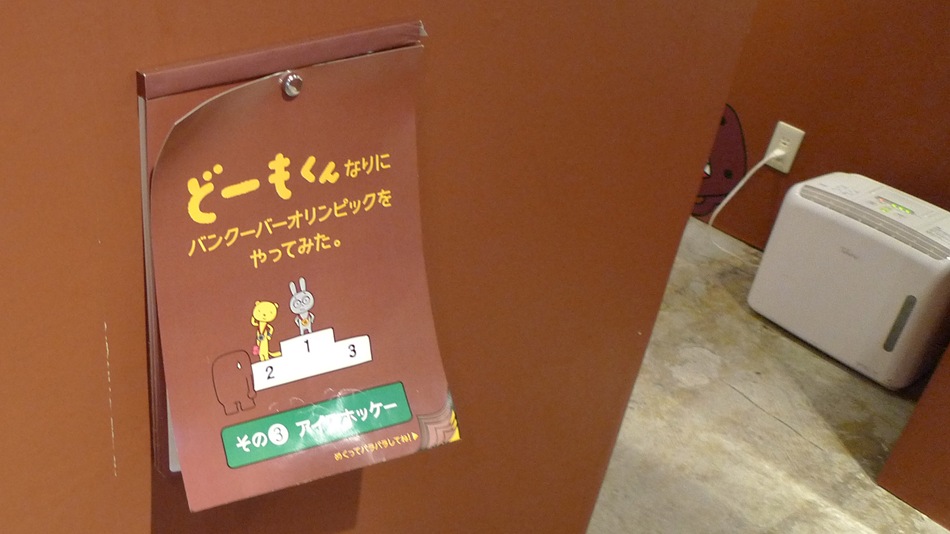 どーもくんなりに
バンクーバーオリンピックを
やってみた。
1
2
3
その③ アイスホッケー
めくってパラパラしてね!▶